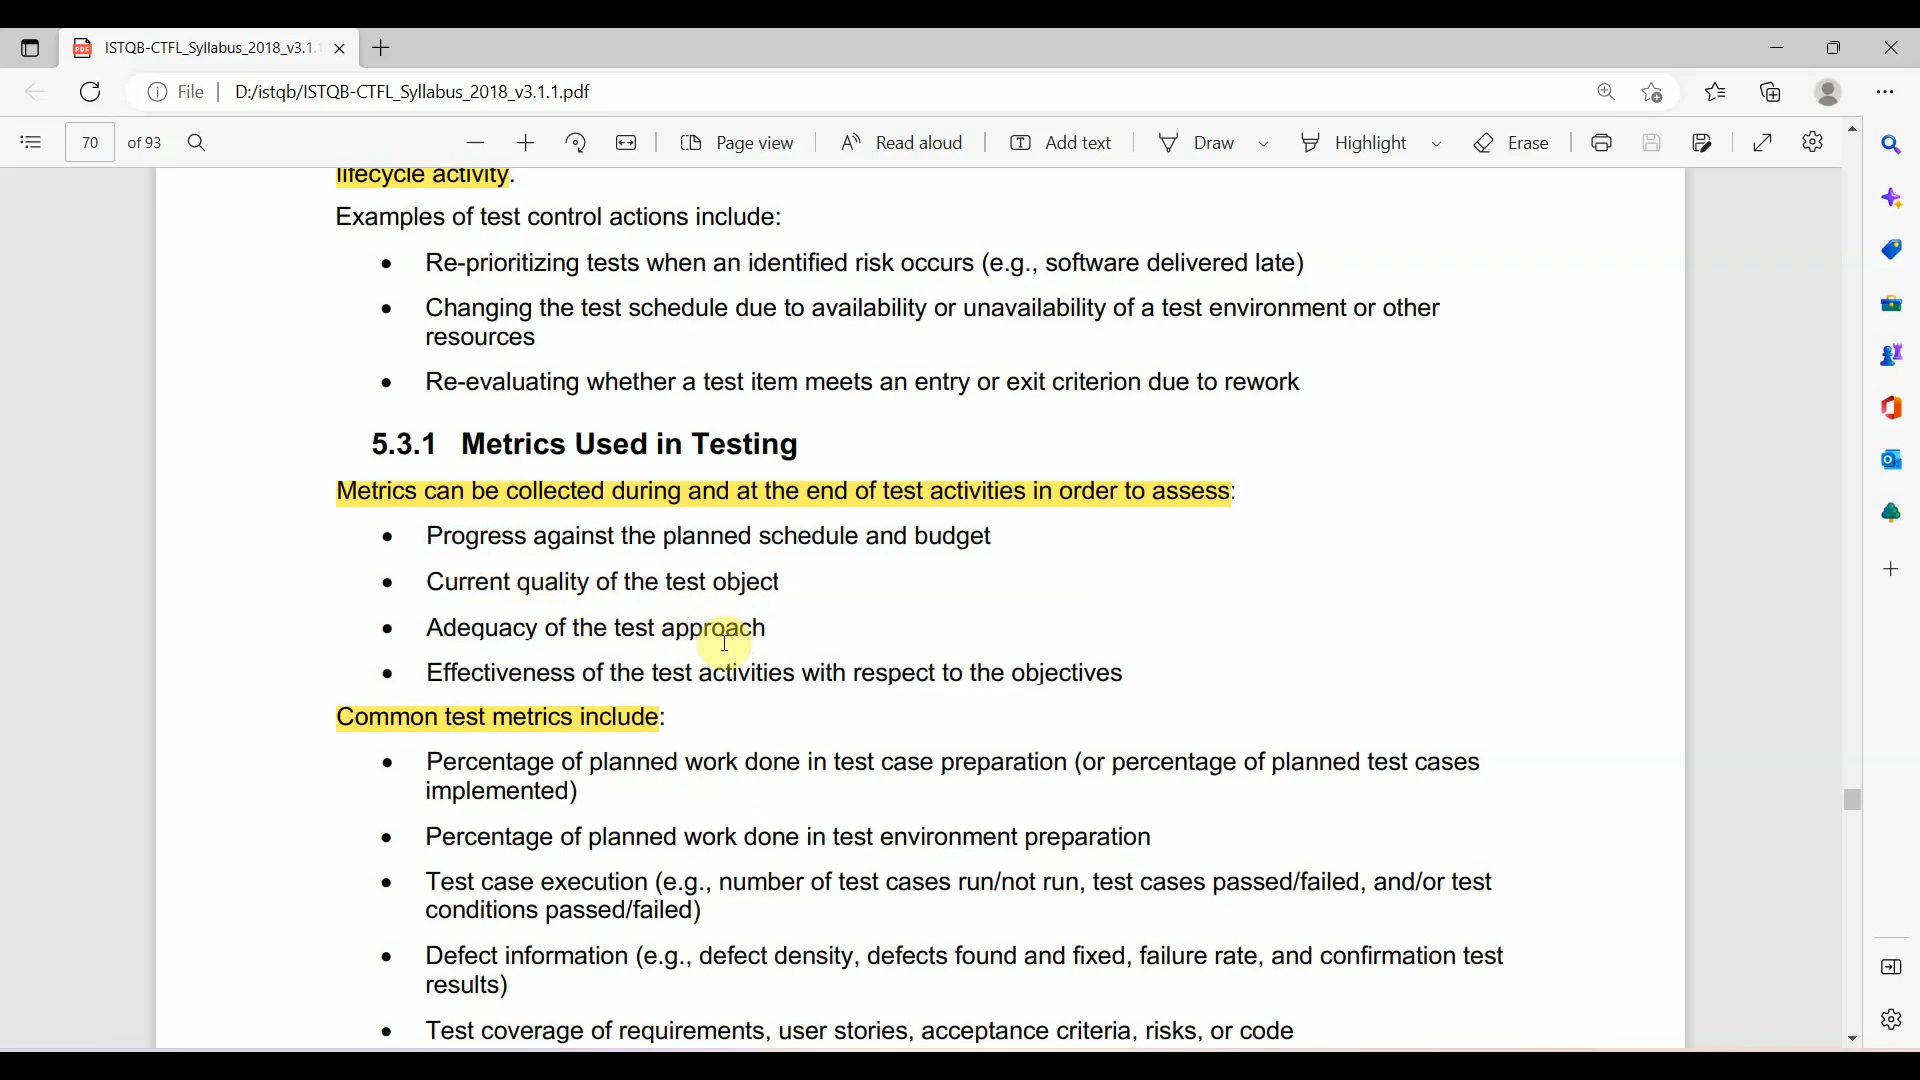 ISTQB-CTFL_Syllabus_2018_v3.1.1
File
D:/istqb/ISTQB-CTFL_Syllabus_2018_v3.1.1.pdf
70 of 93
Page view
Read aloud
Add text
Draw
Highlight
Erase
lifecycle activity.
Examples of test control actions include:
• Re-prioritizing tests when an identified risk occurs (e.g., software delivered late)
• Changing the test schedule due to availability or unavailability of a test environment or other
resources
• Re-evaluating whether a test item meets an entry or exit criterion due to rework
5.3.1 Metrics Used in Testing
Metrics can be collected during and at the end of test activities in order to assess:
• Progress against the planned schedule and budget
• Current quality of the test object
• Adequacy of the test approach
• Effectiveness of the test activities with respect to the objectives
Common test metrics include:
• Percentage of planned work done in test case preparation (or percentage of planned test cases
implemented)
• Percentage of planned work done in test environment preparation
• Test case execution (e.g., number of test cases run/not run, test cases passed/failed, and/or test
conditions passed/failed)
• Defect information (e.g., defect density, defects found and fixed, failure rate, and confirmation test
results)
• Test coverage of requirements, user stories, acceptance criteria, risks, or code